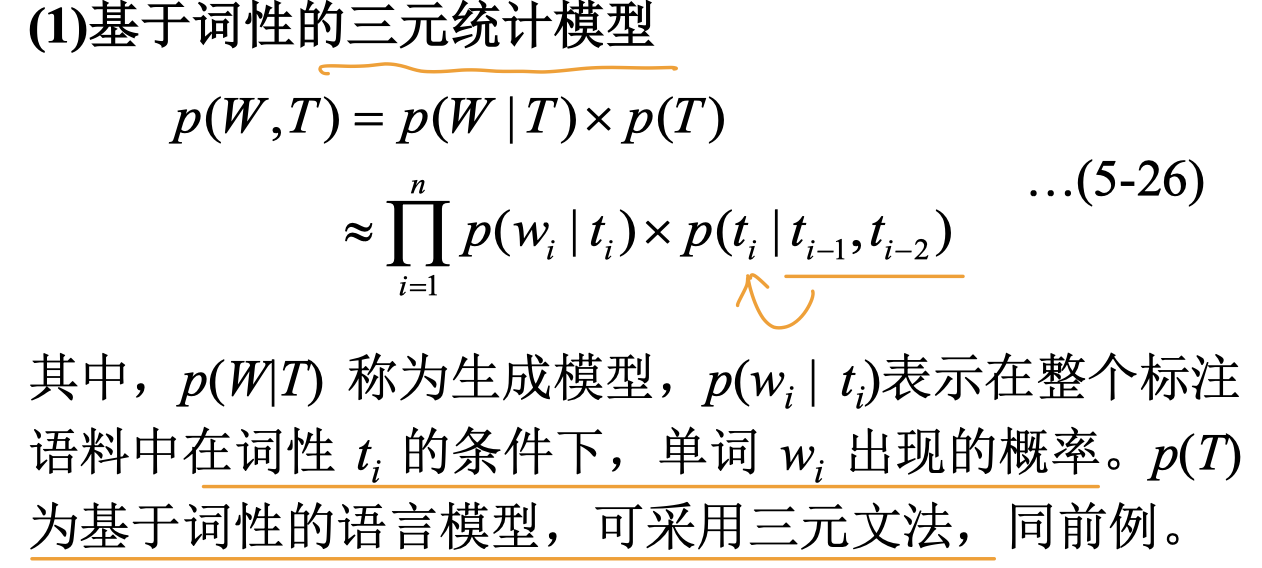 (1)基于词性的三元统计模型
p(W,T) = p(W | T) × p(T)
≈ ∏_{i=1}^{n} p(w_i | t_i) × p(t_i | t_{i-1}, t_{i-2})
…(5-26)
其中，p(W|T) 称为生成模型，p(w_i | t_i)表示在整个标注
语料中在词性 t_i 的条件下，单词 w_i 出现的概率。p(T)
为基于词性的语言模型，可采用三元文法，同前例。